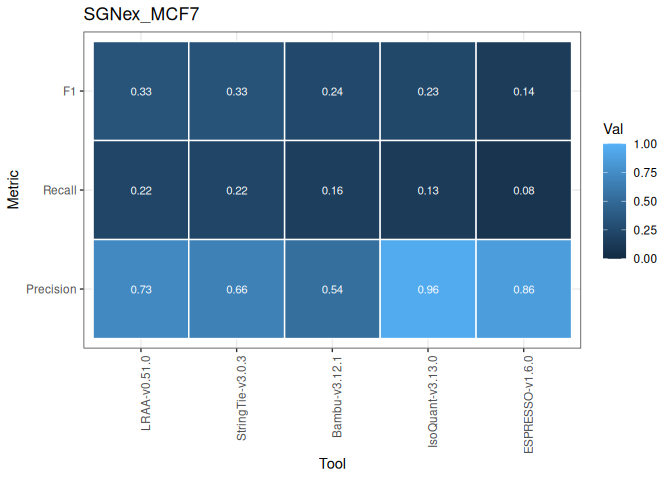 SGNex_MCF7
Metric
F1
0.33 0.33 0.24 0.23 0.14
Recall
0.22 0.22 0.16 0.13 0.08
Precision
0.73 0.66 0.54 0.96 0.86
LRAA-v0.51.0
StringTie-v3.0.3
Bambu-v3.12.1
IsoQuant-v3.13.0
ESPRESSO-v1.6.0
Tool
Val
1.00
0.75
0.50
0.25
0.00